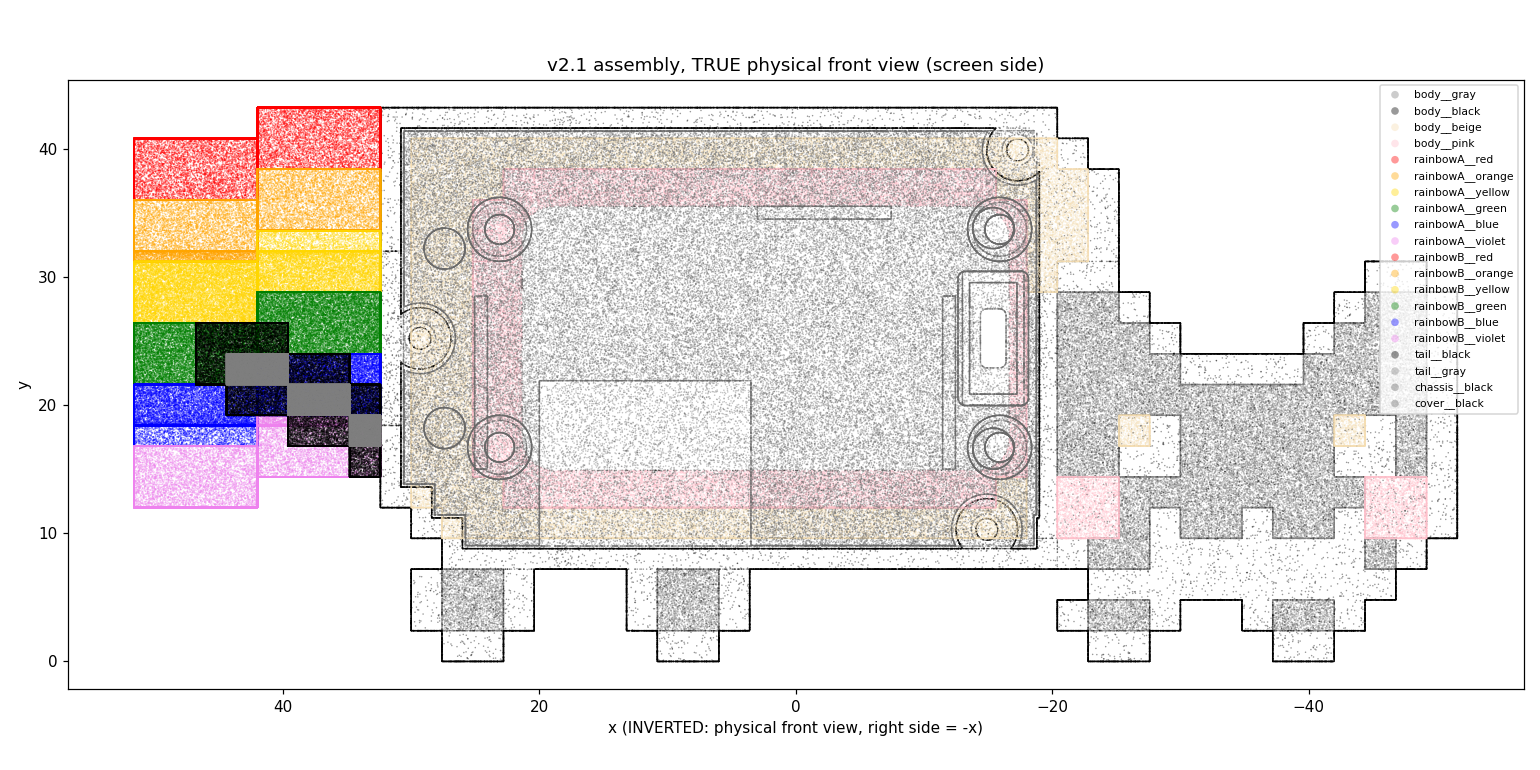 v2.1 assembly, TRUE physical front view (screen side)
body__gray
body__black
body__beige
body__pink
rainbowA__red
rainbowA__orange
rainbowA__yellow
rainbowA__green
rainbowA__blue
rainbowA__violet
rainbowB__red
rainbowB__orange
rainbowB__yellow
rainbowB__green
rainbowB__blue
rainbowB__violet
tail__black
tail__gray
chassis__black
cover__black
40
30
20
10
0
y
40
20
0
−20
−40
x (INVERTED: physical front view, right side = -x)